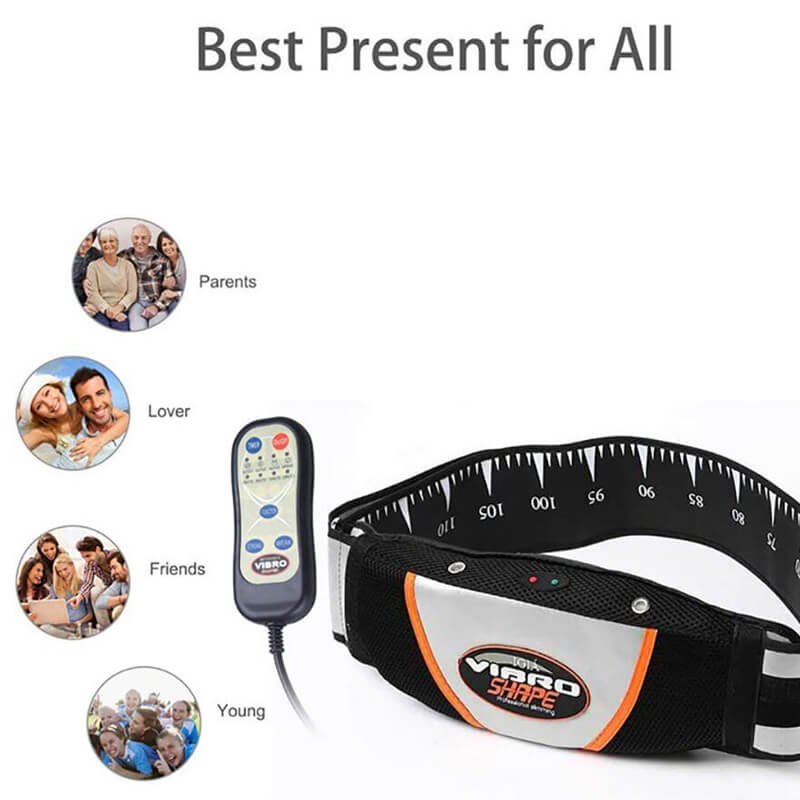 Best Present for All
Parents
Lover
Friends
Young
VIBRO
110
105
100
95
90
85
80
75
VIBRO
SHAPE
Professional slimming